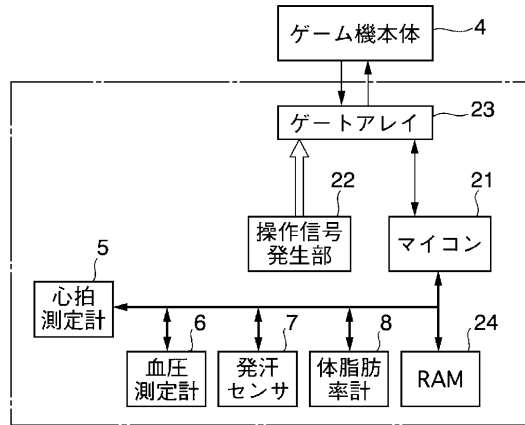 ゲーム機本体
4
ゲートアレイ
23
22
21
操作信号
発生部
マイコン
5
心拍
測定計
6
7
8
24
血圧
測定計
発汗
センサ
体脂肪
率計
RAM